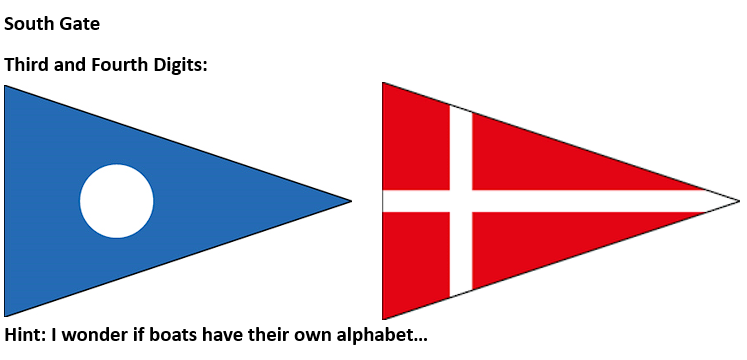 South Gate
Third and Fourth Digits:
Hint: I wonder if boats have their own alphabet...